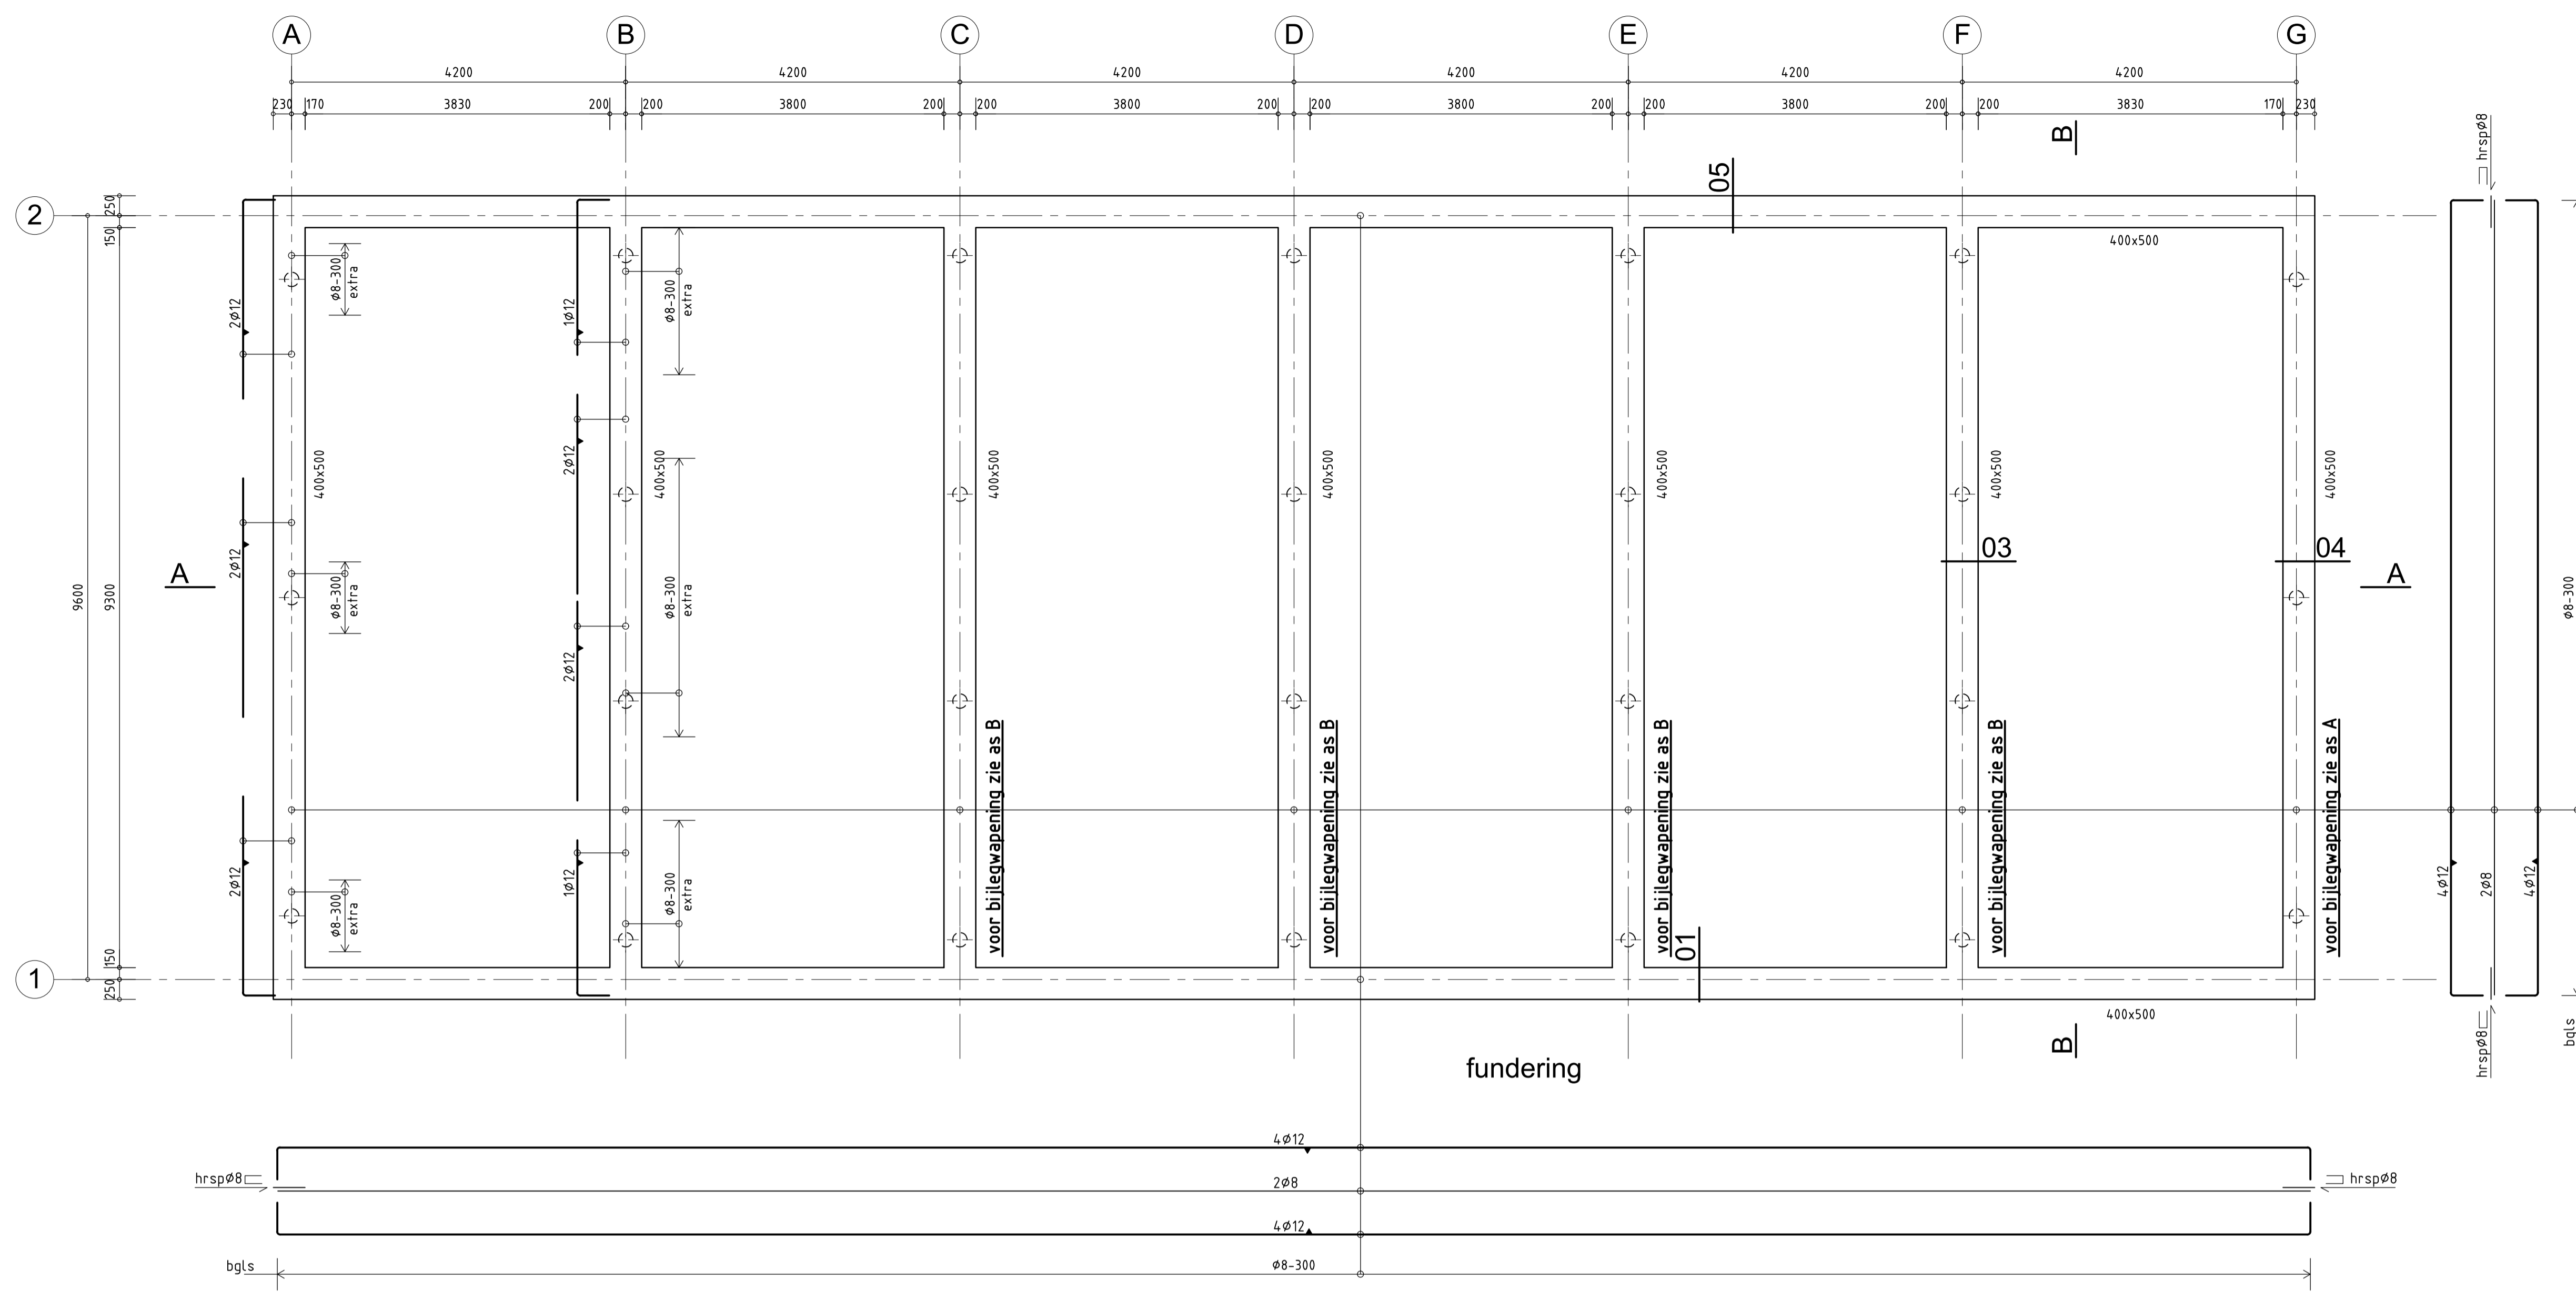 A B C D E F G
4200 4200 4200 4200 4200 4200
230 170 3830 200 200 3800 200 200 3800 200 200 3800 200 200 3800 200 200 3830 170 230
B
hrspø8
05
2
250
150
400x500
ø8-300
extra
ø8-300
extra
2ø12
1ø12
400x500
2ø12
400x500
400x500
400x500
400x500
400x500
400x500
03
04
A
A
2ø12
9600
9300
ø8-300
extra
ø8-300
extra
ø8-300
2ø12
voor bijlegwapening zie as B
voor bijlegwapening zie as B
voor bijlegwapening zie as B
voor bijlegwapening zie as B
voor bijlegwapening zie as A
2ø12
1ø12
ø8-300
extra
ø8-300
extra
4ø12
2ø8
4ø12
01
150
1
250
400x500
B
hrspø8
bgls
fundering
4ø12
hrspø8
2ø8
hrspø8
4ø12
bgls
ø8-300